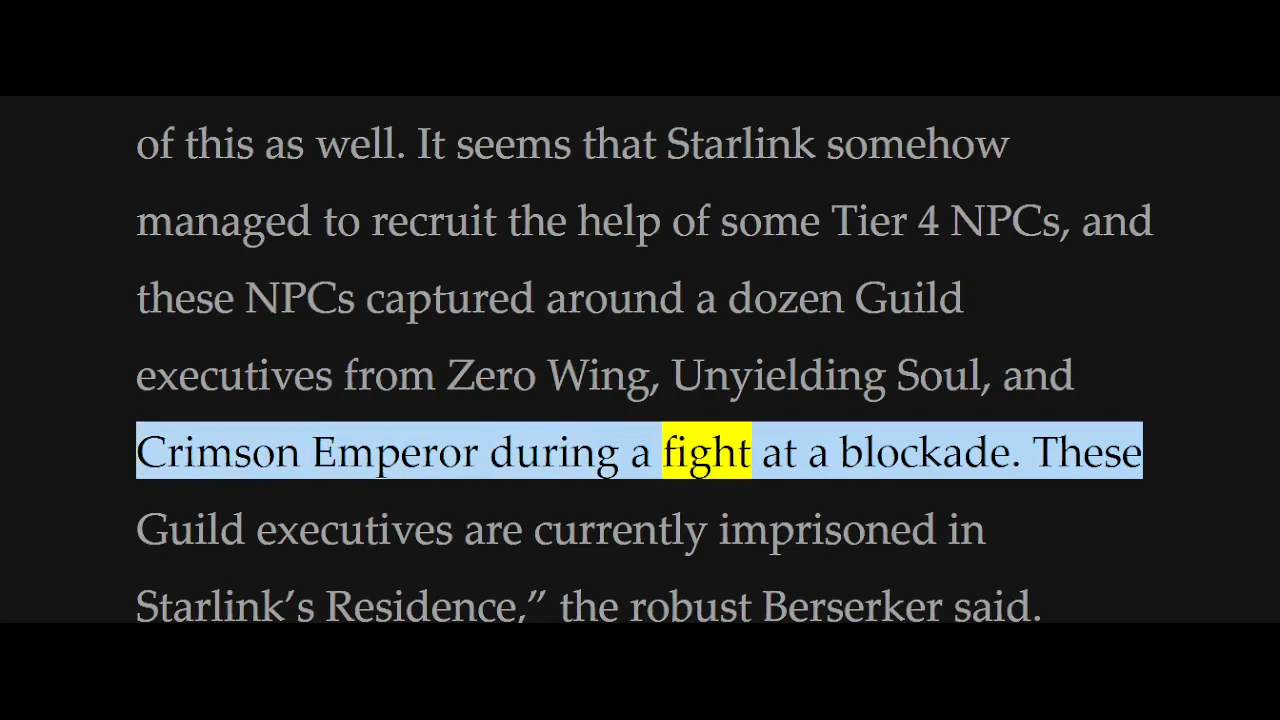 of this as well. It seems that Starlink somehow
managed to recruit the help of some Tier 4 NPCs, and
these NPCs captured around a dozen Guild
executives from Zero Wing, Unyielding Soul, and
Crimson Emperor during a fight at a blockade. These
Guild executives are currently imprisoned in
Starlink’s Residence,” the robust Berserker said.